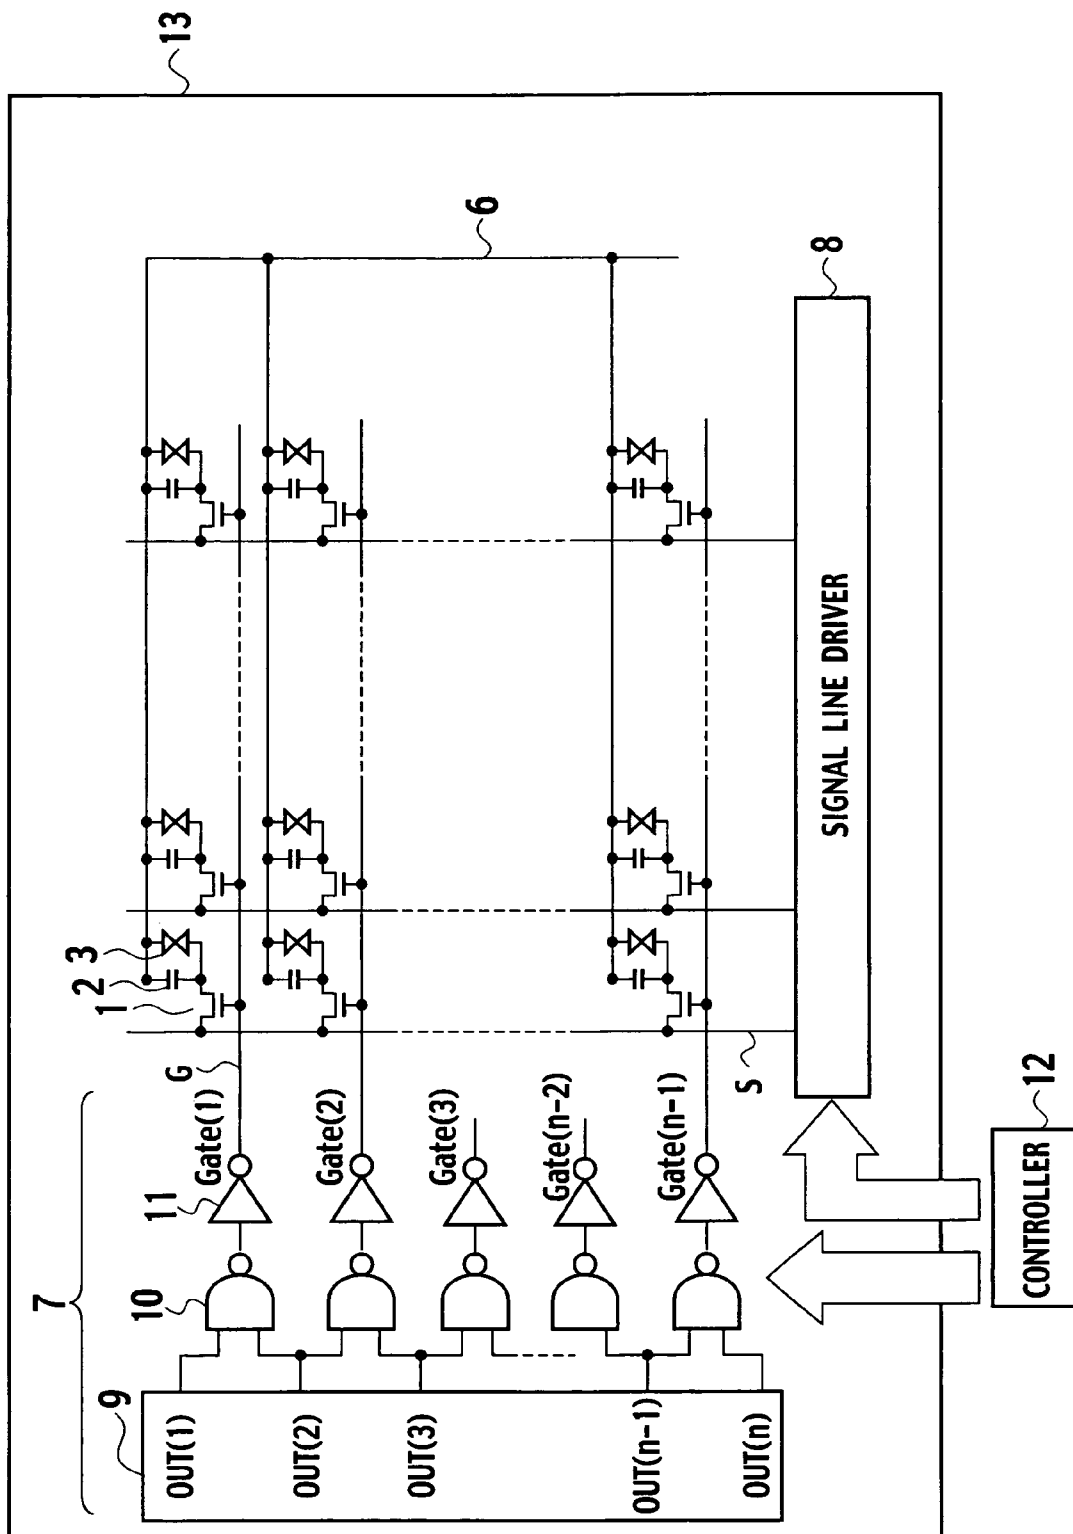 13
6
8
3
2
1
G
S
7
11
10
9
Gate(1)
Gate(2)
Gate(3)
Gate(n-2)
Gate(n-1)
OUT(1)
OUT(2)
OUT(3)
OUT(n-1)
OUT(n)
SIGNAL LINE DRIVER
CONTROLLER
12